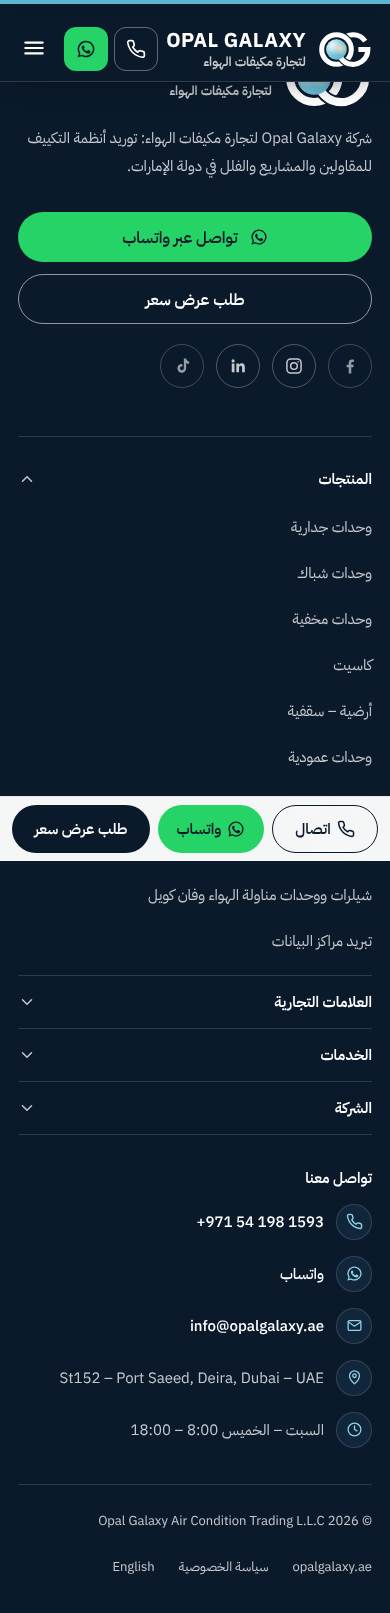 OPAL GALAXY
لتجارة مكيفات الهواء
لتجارة مكيفات الهواء
شركة Opal Galaxy لتجارة مكيفات الهواء: توريد أنظمة التكييف
للمقاولين والمشاريع والفلل في دولة الإمارات.
تواصل عبر واتساب
طلب عرض سعر
المنتجات
وحدات جدارية
وحدات شباك
وحدات مخفية
كاسيت
أرضية – سقفية
وحدات عمودية
اتصال
واتساب
طلب عرض سعر
شيلرات ووحدات مناولة الهواء وفان كويل
تبريد مراكز البيانات
العلامات التجارية
الخدمات
الشركة
تواصل معنا
+971 54 198 1593
واتساب
info@opalgalaxy.ae
St152 – Port Saeed, Deira, Dubai – UAE
السبت – الخميس 8:00 – 18:00
© 2026 Opal Galaxy Air Condition Trading L.L.C
opalgalaxy.ae سياسة الخصوصية English